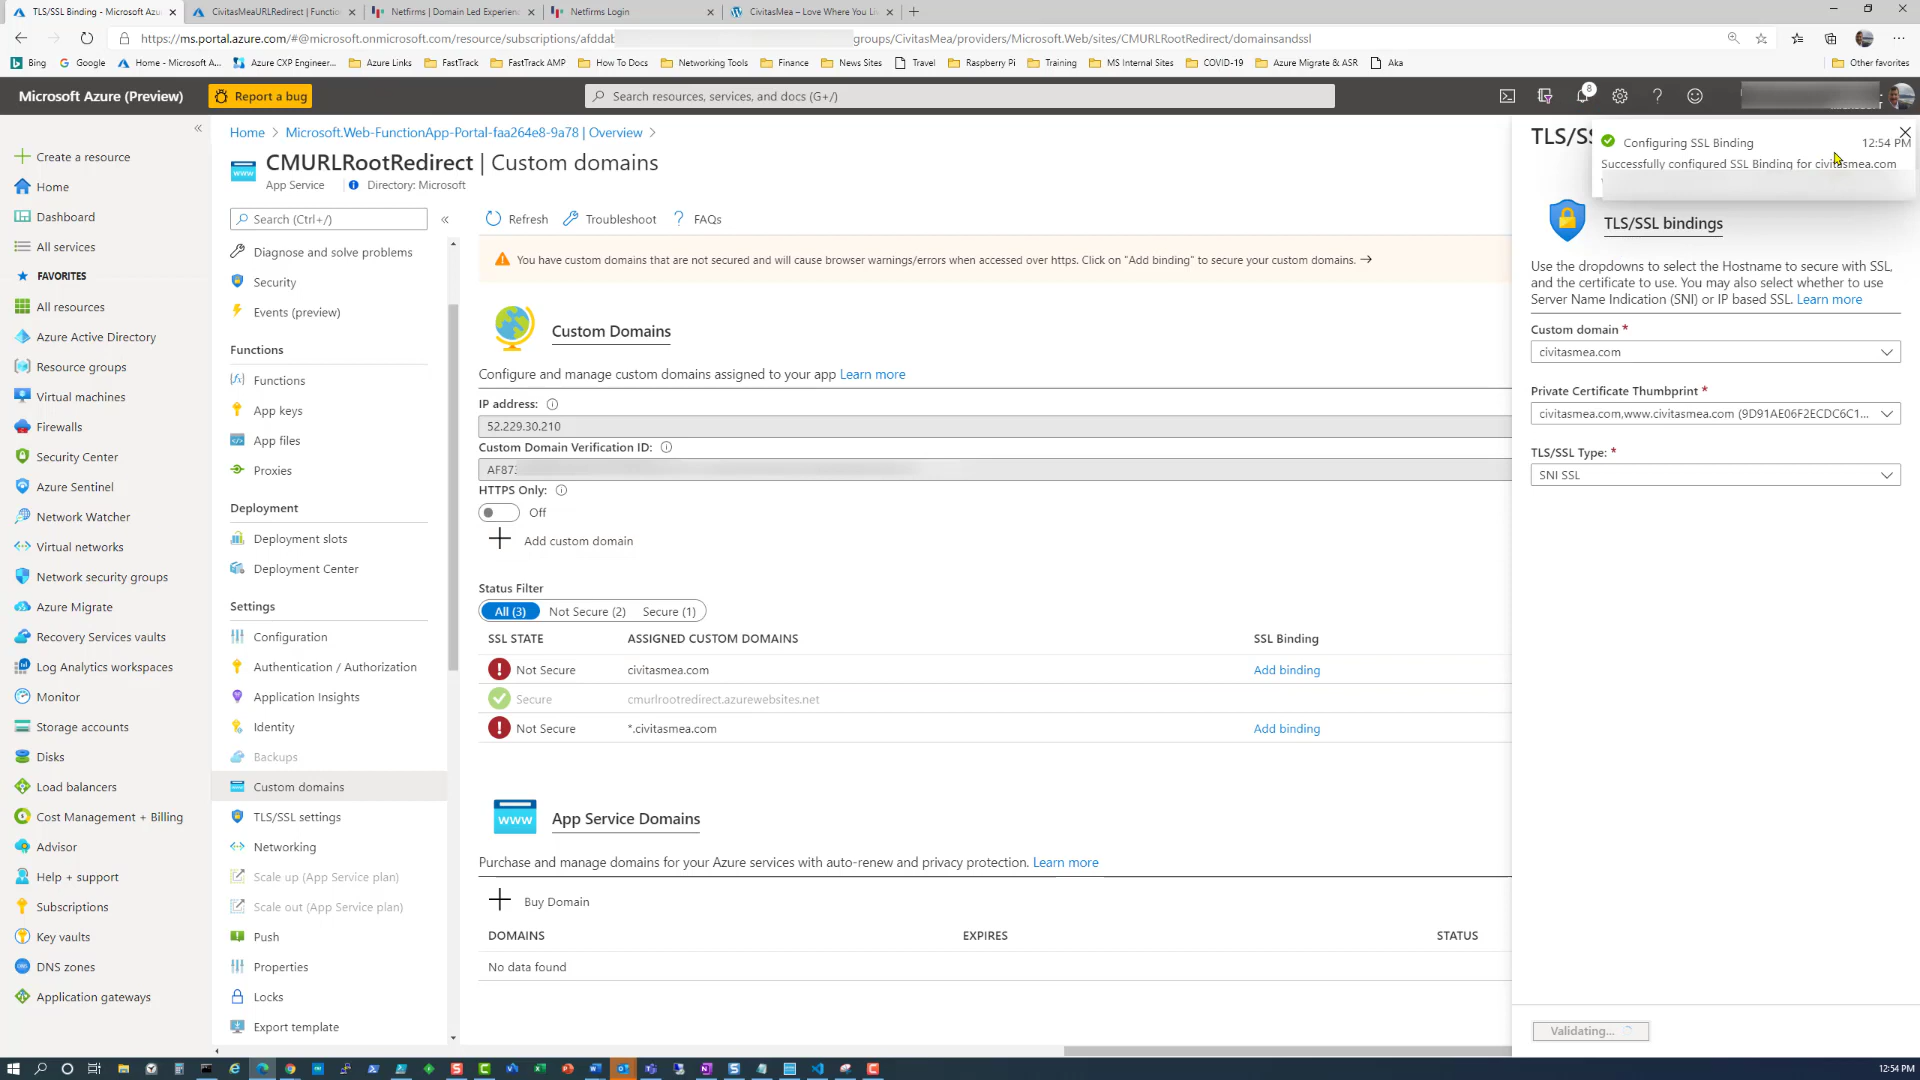 TLS/SSL Binding - Microsoft Azu
CivitasMeaURLRedirect | Functio
Netfirms | Domain Led Experienc
Netfirms Login
CivitasMea – Love Where You Li
https://ms.portal.azure.com/#@microsoft.onmicrosoft.com/resource/subscriptions/afddab
groups/CivitasMea/providers/Microsoft.Web/sites/CMURLRootRedirect/domainsandssl
Bing
Google
Home - Microsoft A...
Azure CXP Engineer...
Azure Links
FastTrack
FastTrack AMP
How To Docs
Networking Tools
Finance
News Sites
Travel
Raspberry Pi
Training
MS Internal Sites
COVID-19
Azure Migrate & ASR
Aka
Other favorites
Microsoft Azure (Preview)
Report a bug
Search resources, services, and docs (G+/)
8
Create a resource
Home
Dashboard
All services
FAVORITES
All resources
Azure Active Directory
Resource groups
Virtual machines
Firewalls
Security Center
Azure Sentinel
Network Watcher
Virtual networks
Network security groups
Azure Migrate
Recovery Services vaults
Log Analytics workspaces
Monitor
Storage accounts
Disks
Load balancers
Cost Management + Billing
Advisor
Help + support
Subscriptions
Key vaults
DNS zones
Application gateways
Home > Microsoft.Web-FunctionApp-Portal-faa264e8-9a78 | Overview >
CMURLRootRedirect | Custom domains
App Service
Directory: Microsoft
Search (Ctrl+/)
Diagnose and solve problems
Security
Events (preview)
Functions
Functions
App keys
App files
Proxies
Deployment
Deployment slots
Deployment Center
Settings
Configuration
Authentication / Authorization
Application Insights
Identity
Backups
Custom domains
TLS/SSL settings
Networking
Scale up (App Service plan)
Scale out (App Service plan)
Push
Properties
Locks
Export template
Refresh
Troubleshoot
FAQs
You have custom domains that are not secured and will cause browser warnings/errors when accessed over https. Click on "Add binding" to secure your custom domains. →
Custom Domains
Configure and manage custom domains assigned to your app Learn more
IP address:
52.229.30.210
Custom Domain Verification ID:
AF87
HTTPS Only:
Off
Add custom domain
Status Filter
All (3) Not Secure (2) Secure (1)
SSL STATE ASSIGNED CUSTOM DOMAINS SSL Binding
Not Secure civitasmea.com Add binding
Secure cmurlrootredirect.azurewebsites.net
Not Secure *.civitasmea.com Add binding
www
App Service Domains
Purchase and manage domains for your Azure services with auto-renew and privacy protection. Learn more
Buy Domain
DOMAINS EXPIRES STATUS
No data found
TLS/SS
Configuring SSL Binding 12:54 PM
Successfully configured SSL Binding for civitasmea.com
TLS/SSL bindings
Use the dropdowns to select the Hostname to secure with SSL,
and the certificate to use. You may also select whether to use
Server Name Indication (SNI) or IP based SSL. Learn more
Custom domain *
civitasmea.com
Private Certificate Thumbprint *
civitasmea.com,www.civitasmea.com (9D91AE06F2ECDC6C1...
TLS/SSL Type: *
SNI SSL
Validating...
12:54 PM